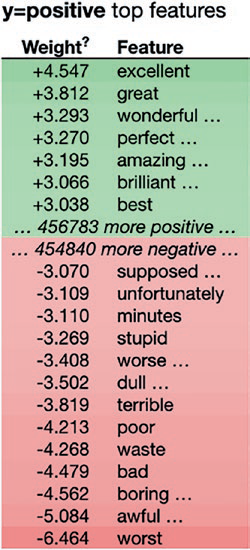 y=positive top features
Weight? Feature
+4.547 excellent
+3.812 great
+3.293 wonderful …
+3.270 perfect …
+3.195 amazing …
+3.066 brilliant …
+3.038 best
… 456783 more positive …
… 454840 more negative …
-3.070 supposed …
-3.109 unfortunately
-3.110 minutes
-3.269 stupid
-3.408 worse …
-3.502 dull …
-3.819 terrible
-4.213 poor
-4.268 waste
-4.479 bad
-4.562 boring …
-5.084 awful …
-6.464 worst